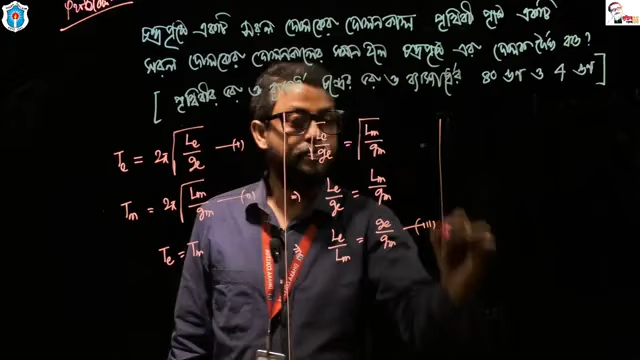 Problem
চন্দ্রপৃষ্ঠে একটি সরল দোলকের দোলনকাল পৃথিবী পৃষ্ঠে একটি
সরল দোলকের দোলনকালের সমান হলে চন্দ্রপৃষ্ঠে এর দোলক দৈর্ঘ্য কত?
[ পৃথিবীর ভর ও ব্যাসার্ধ চন্দ্রের ভর ও ব্যাসার্ধের 80 গুণ ও 4 গুণ ]
Te = 2π √(Le/ge) —(i)
Tm = 2π √(Lm/gm) —(ii)
Te = Tm
√(Le/ge) = √(Lm/gm)
⇒ Le/ge = Lm/gm
Le/Lm = ge/gm —(iii)